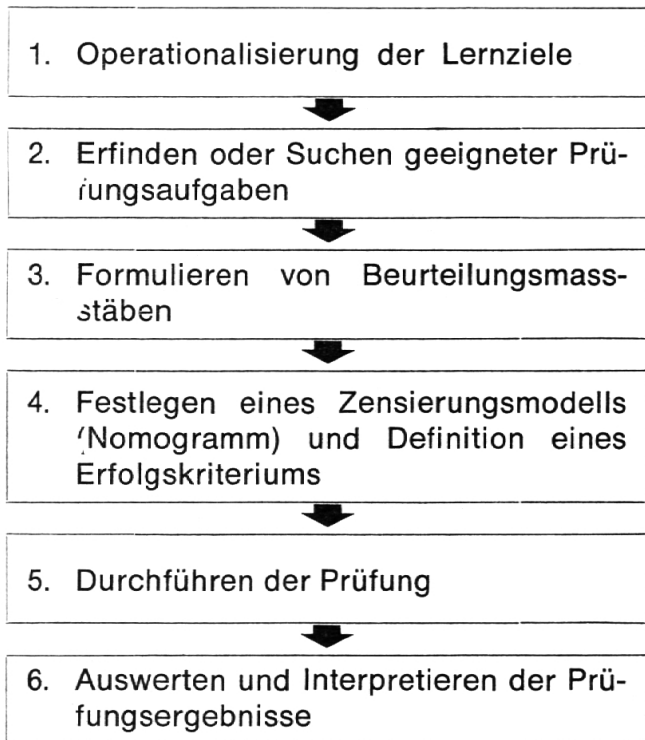 1. Operationalisierung der Lernziele
2. Erfinden oder Suchen geeigneter Prü-
fungsaufgaben
3. Formulieren von Beurteilungsmass-
stäben
4. Festlegen eines Zensierungsmodells
(Nomogramm) und Definition eines
Erfolgskriteriums
5. Durchführen der Prüfung
6. Auswerten und Interpretieren der Prü-
fungsergebnisse